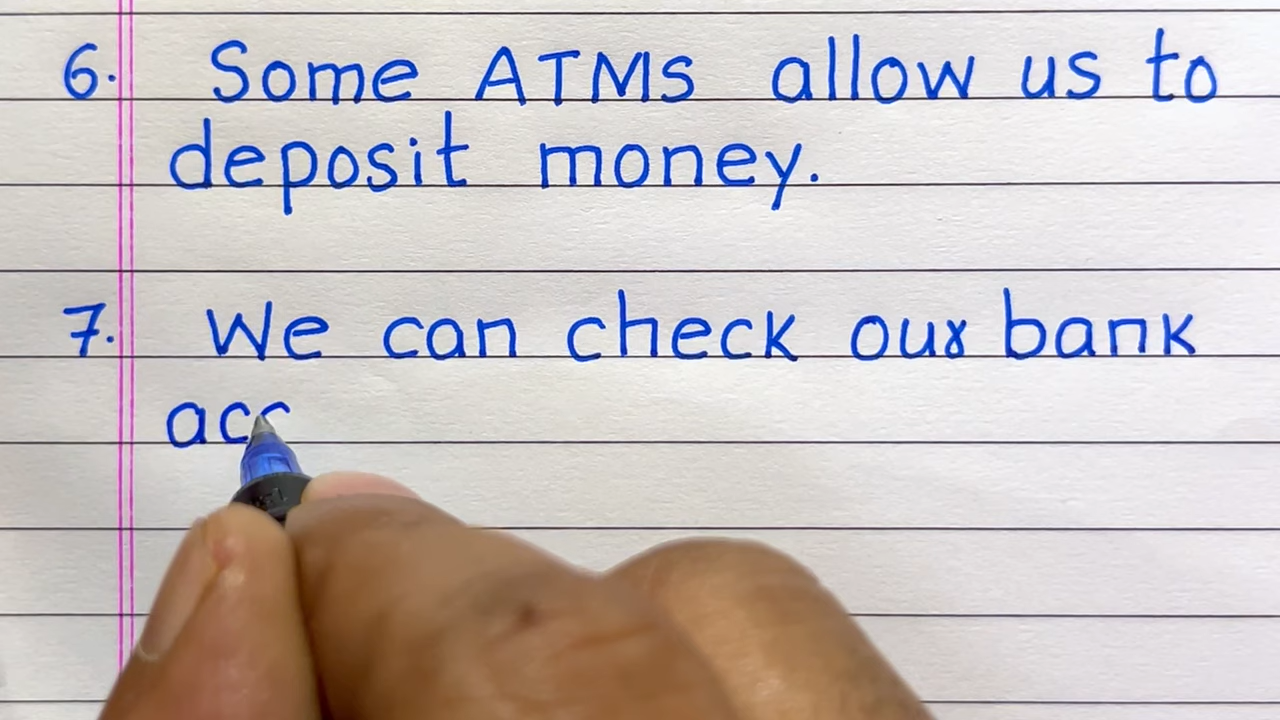 6. Some ATMs allow us to
deposit money.
7. We can check our bank
acc